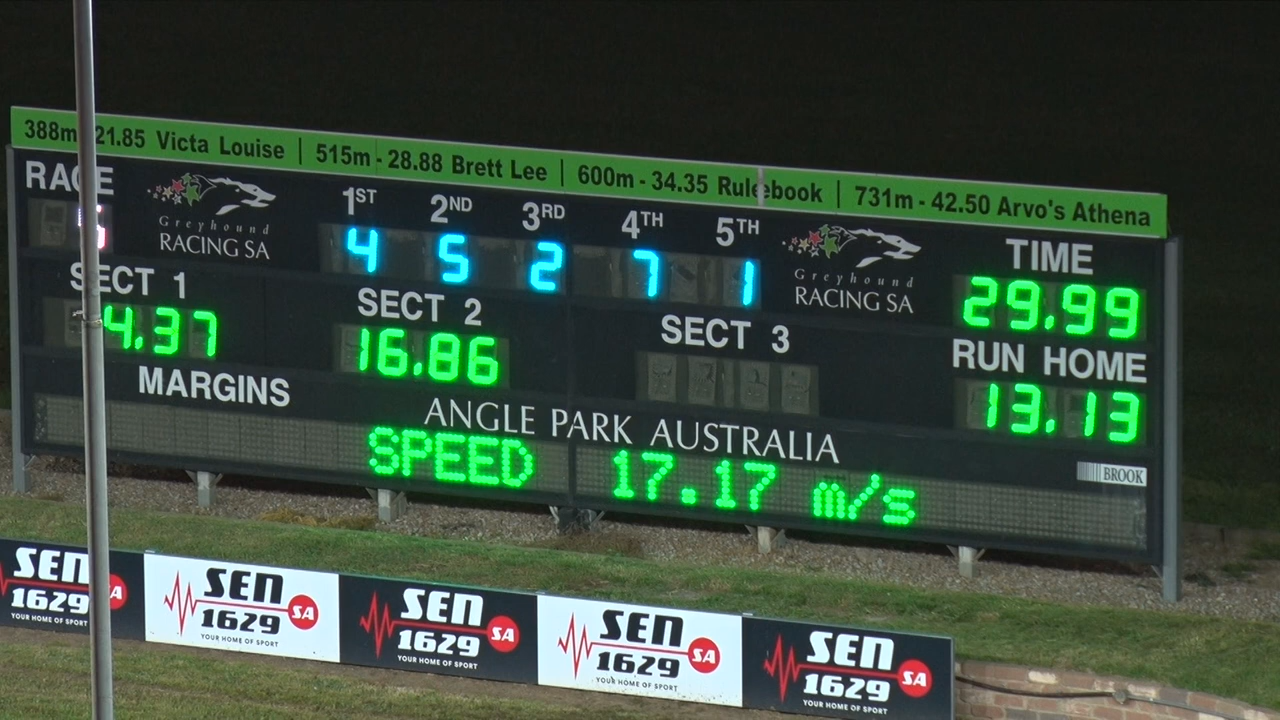 388m 21.85 Victa Louise | 515m - 28.88 Brett Lee | 600m - 34.35 Rulebook | 731m - 42.50 Arvo's Athena
RACE
1ST 2ND 3RD 4TH 5TH
TIME
Greyhound
RACING SA
4 5 2 7 1
Greyhound
RACING SA
29.99
SECT 1
SECT 2
SECT 3
RUN HOME
4.37
16.86
13.13
MARGINS
ANGLE PARK AUSTRALIA
SPEED 17.17 m/s
BROOK
SEN
1629
SA
YOUR HOME OF SPORT
SEN
1629
SA
YOUR HOME OF SPORT
SEN
1629
SA
YOUR HOME OF SPORT
SEN
1629
SA
YOUR HOME OF SPORT
SEN
1629
SA
YOUR HOME OF SPORT